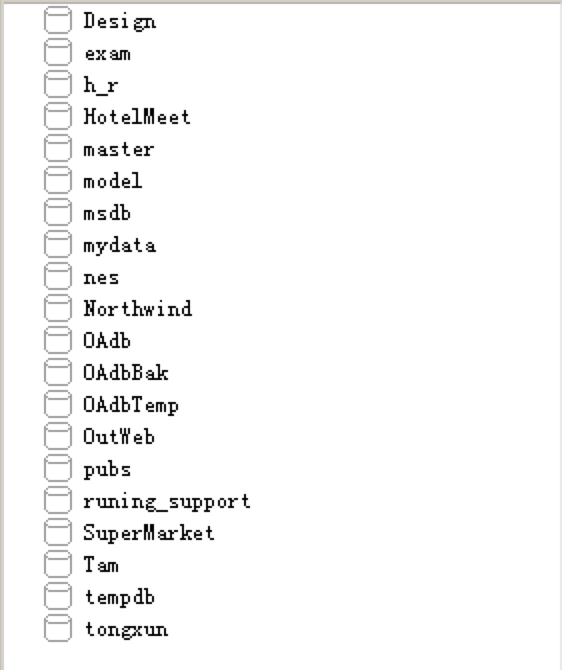 Design
exam
h_r
HotelMeet
master
model
msdb
mydata
nes
Northwind
OAdb
OAdbBak
OAdbTemp
OutWeb
pubs
runing_support
SuperMarket
Tam
tempdb
tongxun